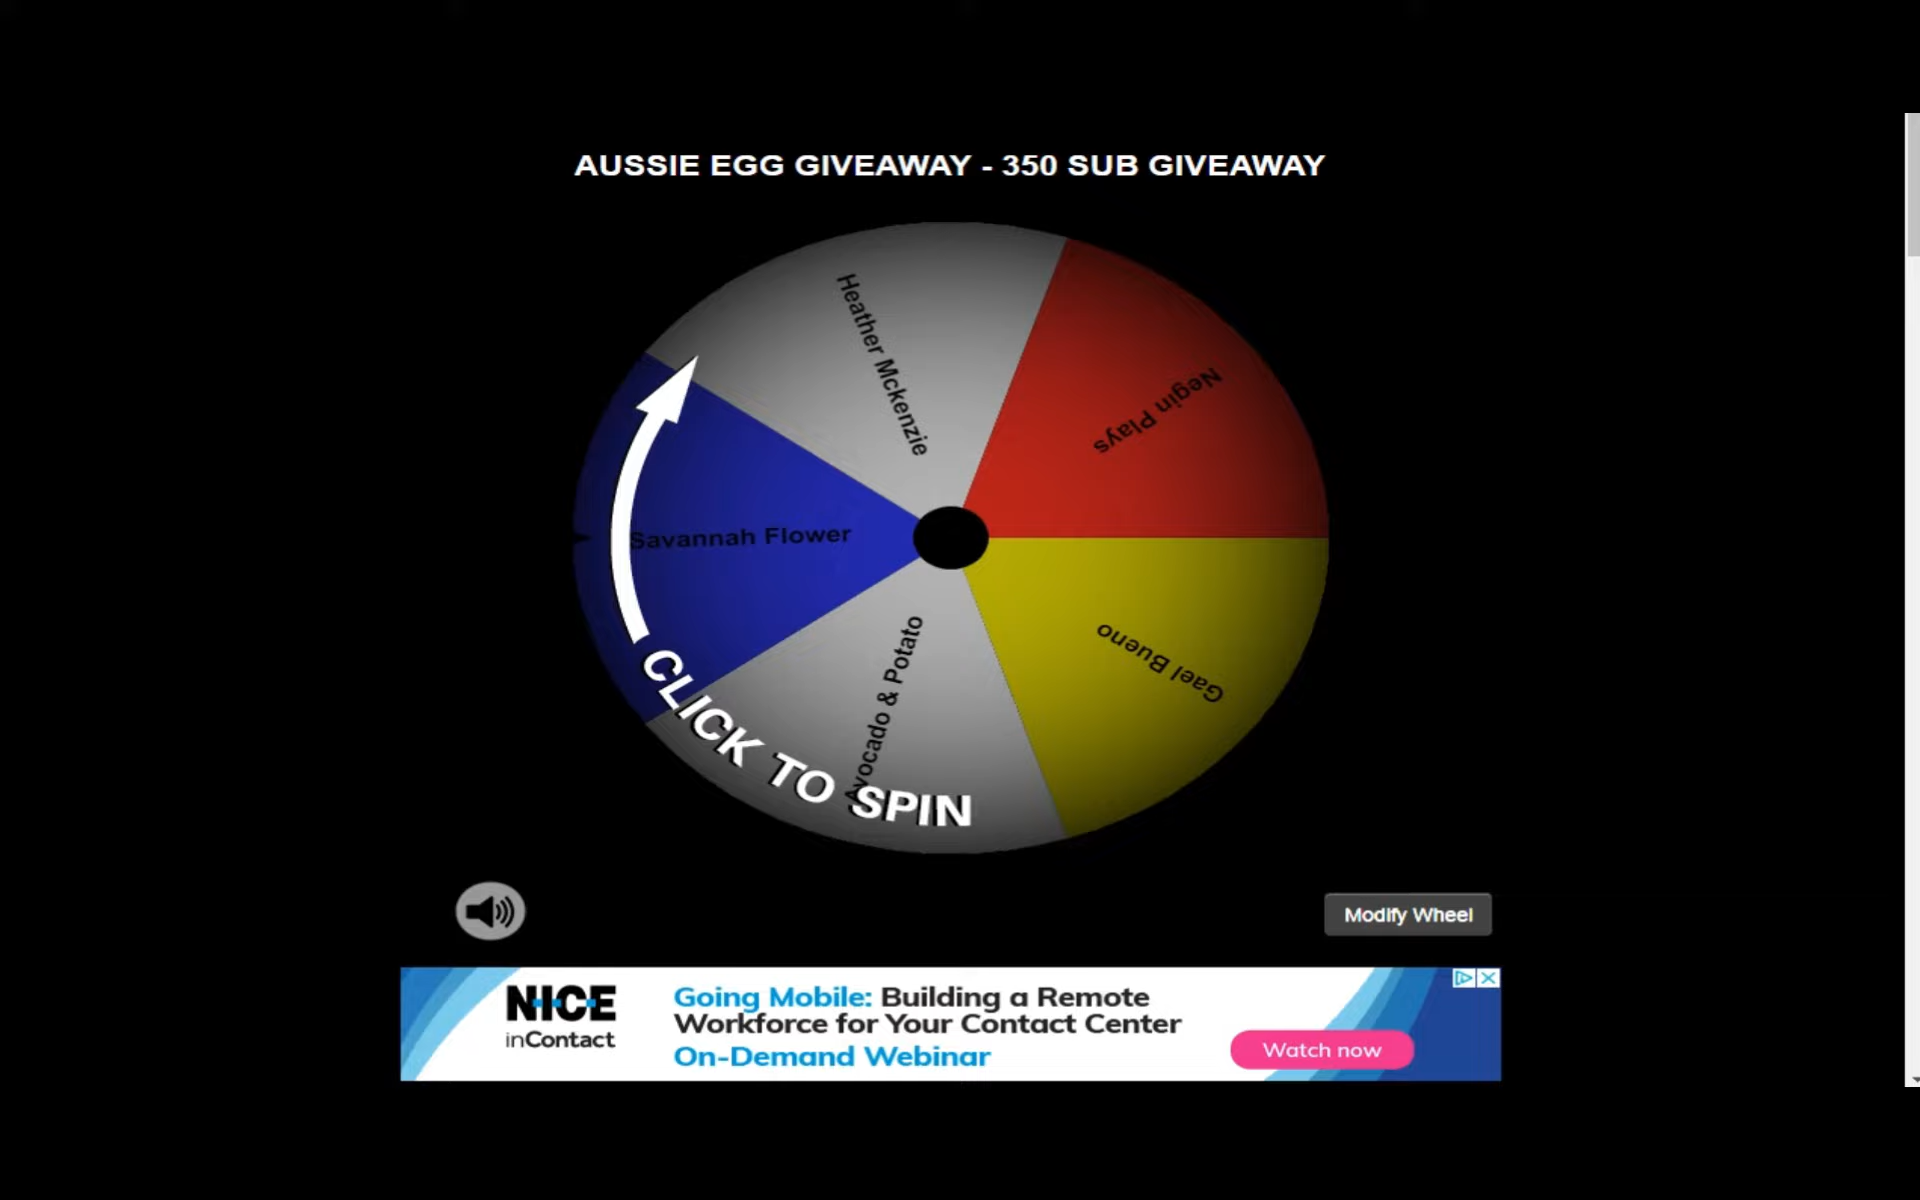 AUSSIE EGG GIVEAWAY - 350 SUB GIVEAWAY
Heather Mckenzie
Negin Plays
Savannah Flower
Gael Bueno
Avocado & Potato
CLICK TO SPIN
Modify Wheel
NICE
inContact
Going Mobile: Building a Remote
Workforce for Your Contact Center
On-Demand Webinar
Watch now